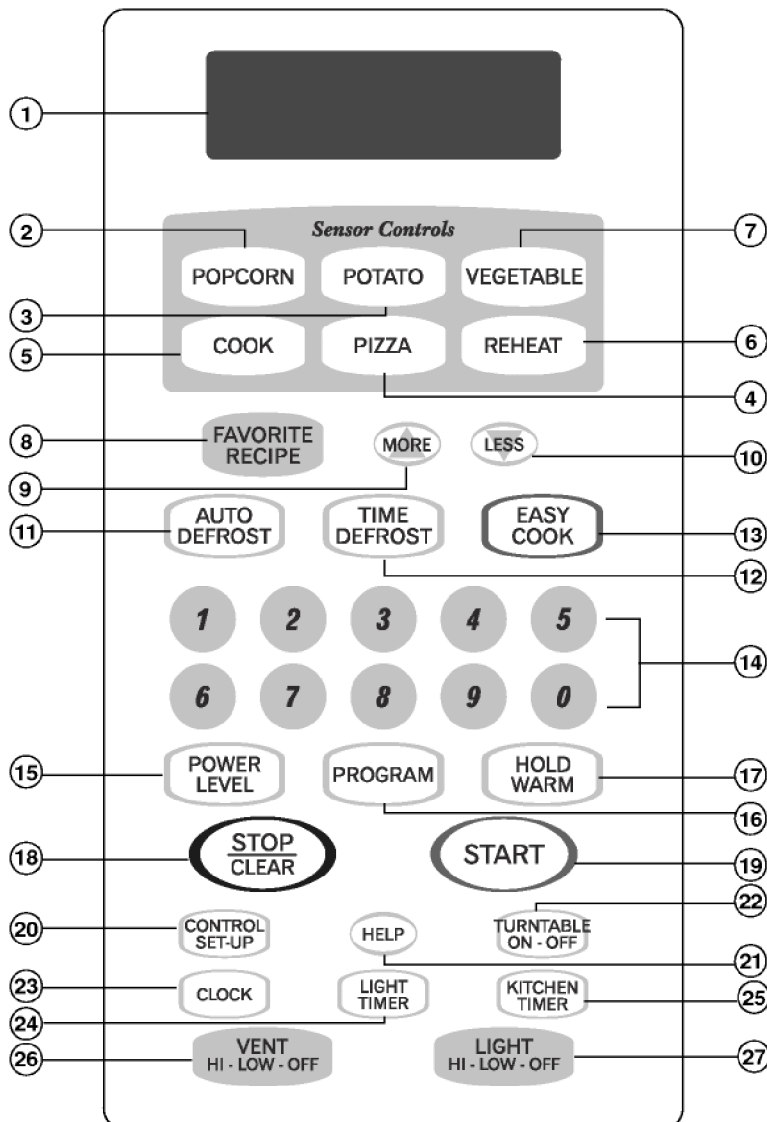 1
Sensor Controls
2
7
POPCORN
POTATO
VEGETABLE
3
5
COOK
PIZZA
REHEAT
6
4
8
FAVORITE
RECIPE
MORE
LESS
9
10
11
AUTO
DEFROST
TIME
DEFROST
EASY
COOK
13
12
1 2 3 4 5
14
6 7 8 9 0
15
POWER
LEVEL
PROGRAM
HOLD
WARM
17
16
18
STOP
CLEAR
START
19
22
20
CONTROL
SET-UP
HELP
TURNTABLE
ON - OFF
21
23
CLOCK
LIGHT
TIMER
KITCHEN
TIMER
25
24
26
VENT
HI - LOW - OFF
LIGHT
HI - LOW - OFF
27